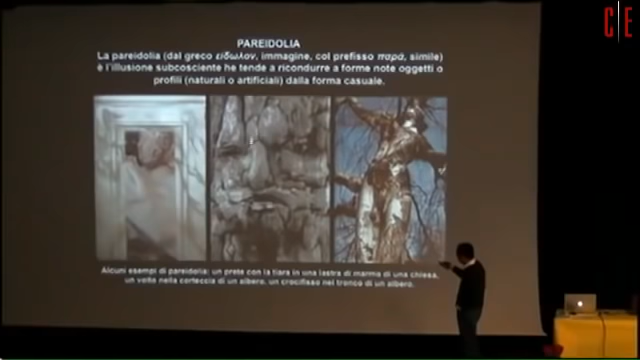 C E
PAREIDOLIA
La pareidolia (dal greco είδωλον, immagine, col prefisso παρά, simile)
è l'illusione subcosciente he tende a ricondurre a forme note oggetti o
profili (naturali o artificiali) dalla forma casuale.
Alcuni esempi di pareidolia: un prete con la tiara in una lastra di marmo di una chiesa,
un volto nella corteccia di un albero, un crocifisso nel tronco di un albero.